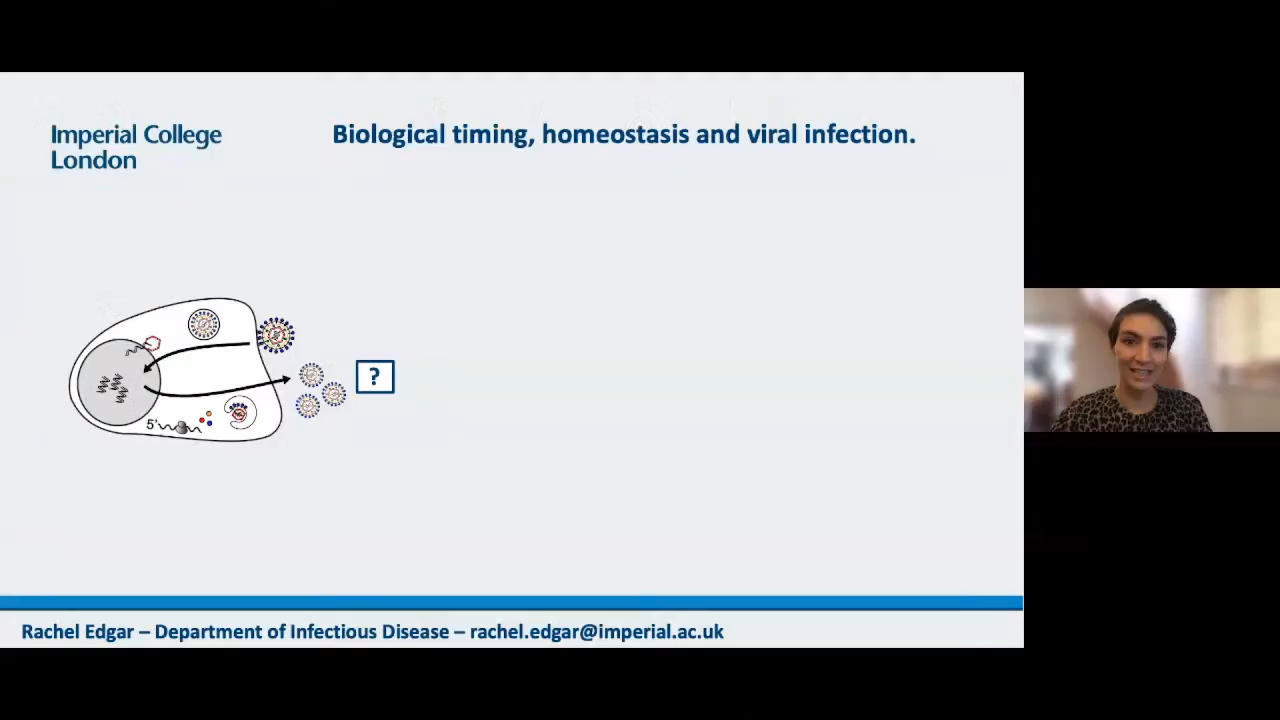 Imperial College
London
Biological timing, homeostasis and viral infection.
?
5'
Rachel Edgar – Department of Infectious Disease – rachel.edgar@imperial.ac.uk